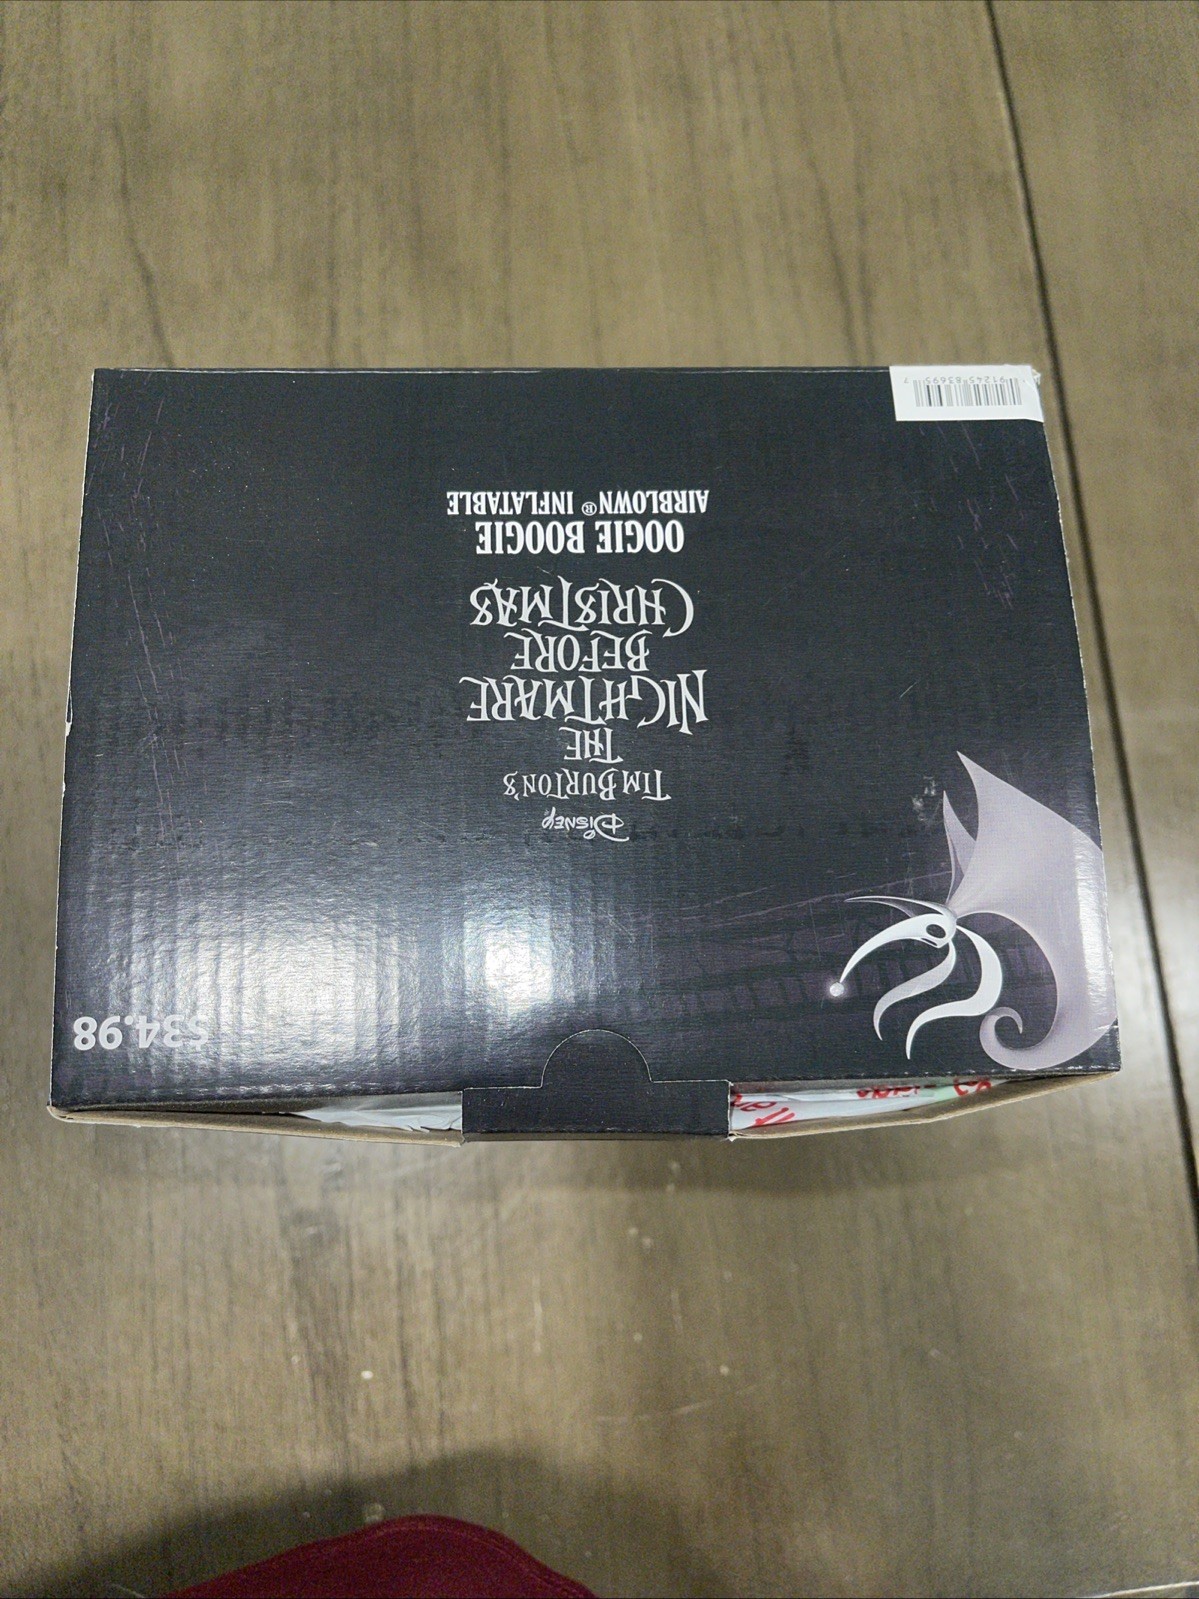 Disney
TIM BURTON'S
THE
NIGHTMARE
BEFORE
CHRISTMAS
OOGIE BOOGIE
AIRBLOWN® INFLATABLE
$34.98